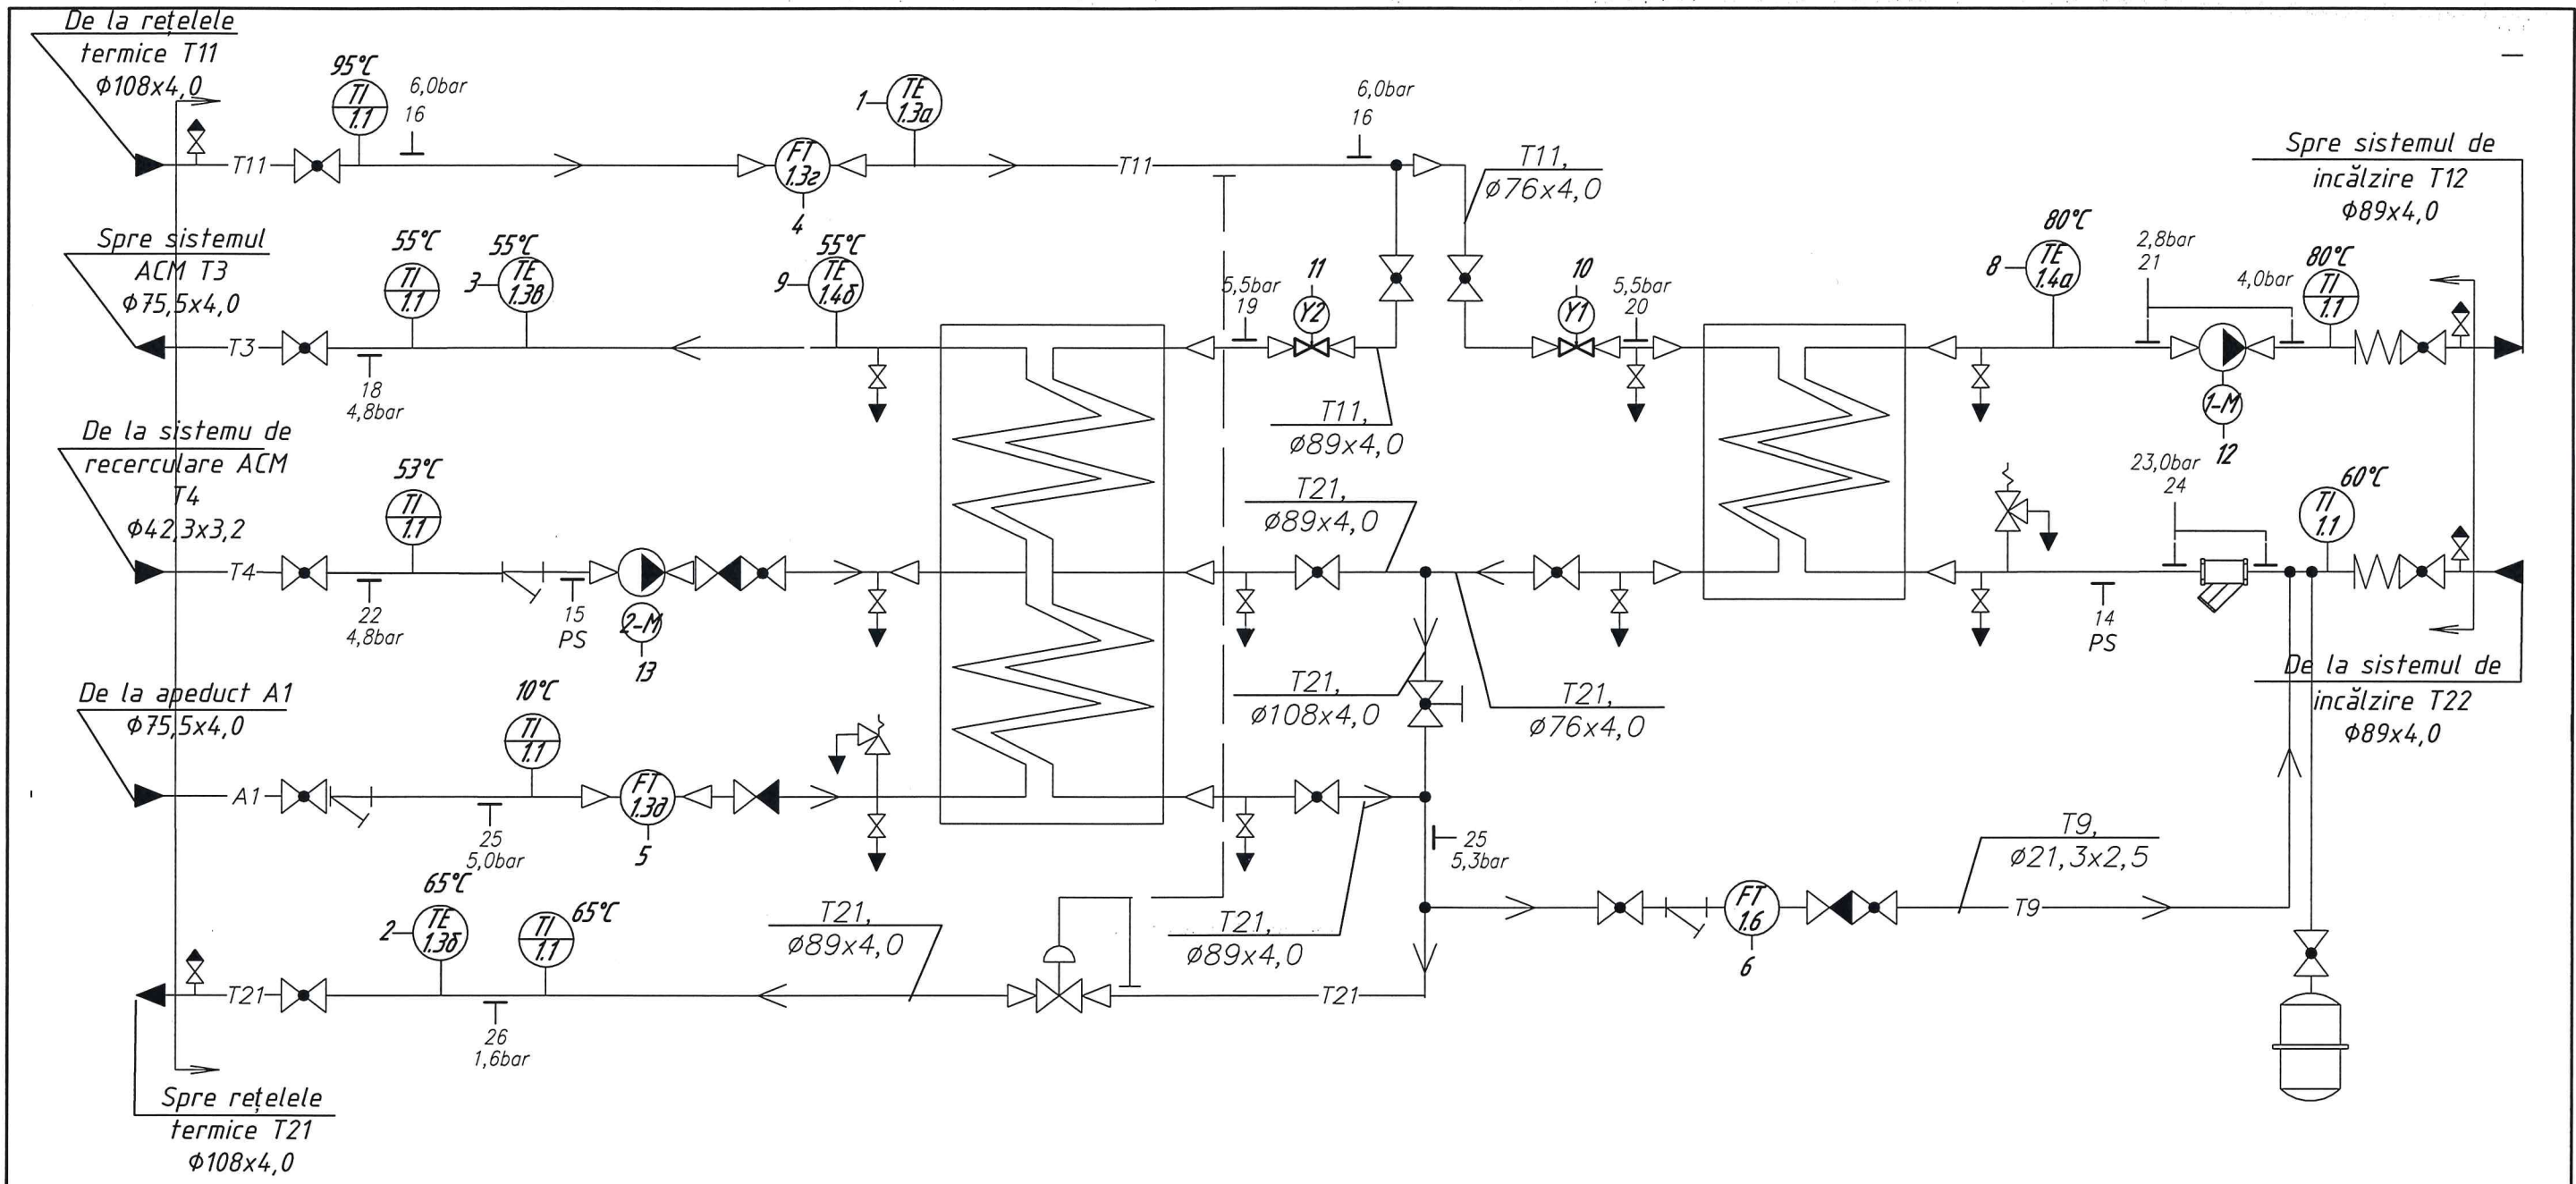 De la rețelele
termice T11
Φ108x4,0
95°C
TI
1.1
6,0bar
16
1
TE
1.3a
6,0bar
16
T11
FT
1.3г
4
T11
T11,
Ø76x4,0
Spre sistemul de
incălzire T12
Φ89x4,0
Spre sistemul
ACM T3
Φ75,5x4,0
55°C
TI
1.1
55°C
3
TE
1.3в
55°C
9
TE
1.4б
5,5bar
19
11
Y2
10
Y1
5,5bar
20
80°C
8
TE
1.4a
2,8bar
21
4,0bar
80°C
TI
1.1
T3
18
4,8bar
T11,
Ø89x4,0
1-M
12
De la sistemu de
recerculare ACM
T4
Φ42,3x3,2
53°C
TI
1.1
T21,
Ø89x4,0
23,0bar
24
60°C
TI
1.1
T4
22
4,8bar
15
PS
2-M
13
14
PS
De la sistemul de
incălzire T22
Φ89x4,0
De la apeduct A1
Φ75,5x4,0
10°C
TI
1.1
T21,
Ø108x4,0
T21,
Ø76x4,0
A1
25
5,0bar
FT
1.3д
5
25
5,3bar
T9,
Ø21,3x2,5
65°C
2
TE
1.3б
TI
1.1
65°C
T21,
Ø89x4,0
T21,
Ø89x4,0
FT
1.6
6
T9
T21
26
1,6bar
T21
Spre rețelele
termice T21
Φ108x4,0